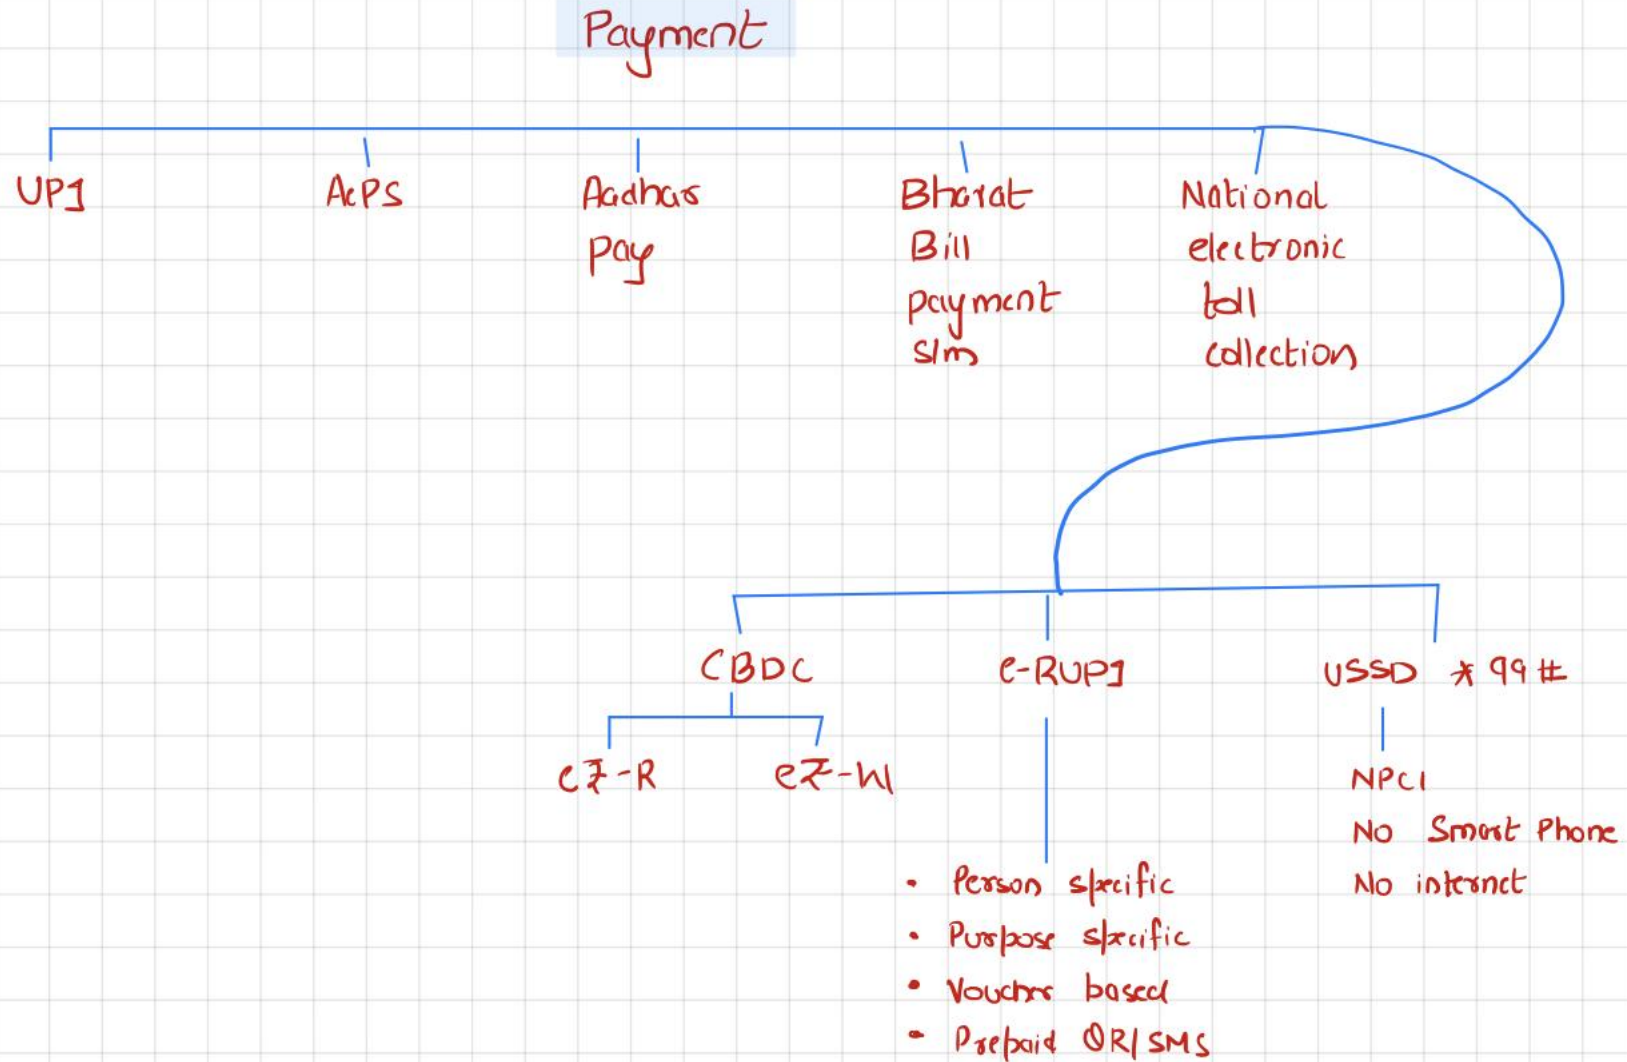 Payment
UPI
AePS
Aadhar
Pay
Bharat
Bill
payment
s/m
National
electronic
toll
collection
CBDC
e-RUPI
USSD *99#
e₹-R
e₹-W
NPCI
No Smart Phone
No internet
• Person specific
• Purpose specific
• Voucher based
• Prepaid QR/SMS